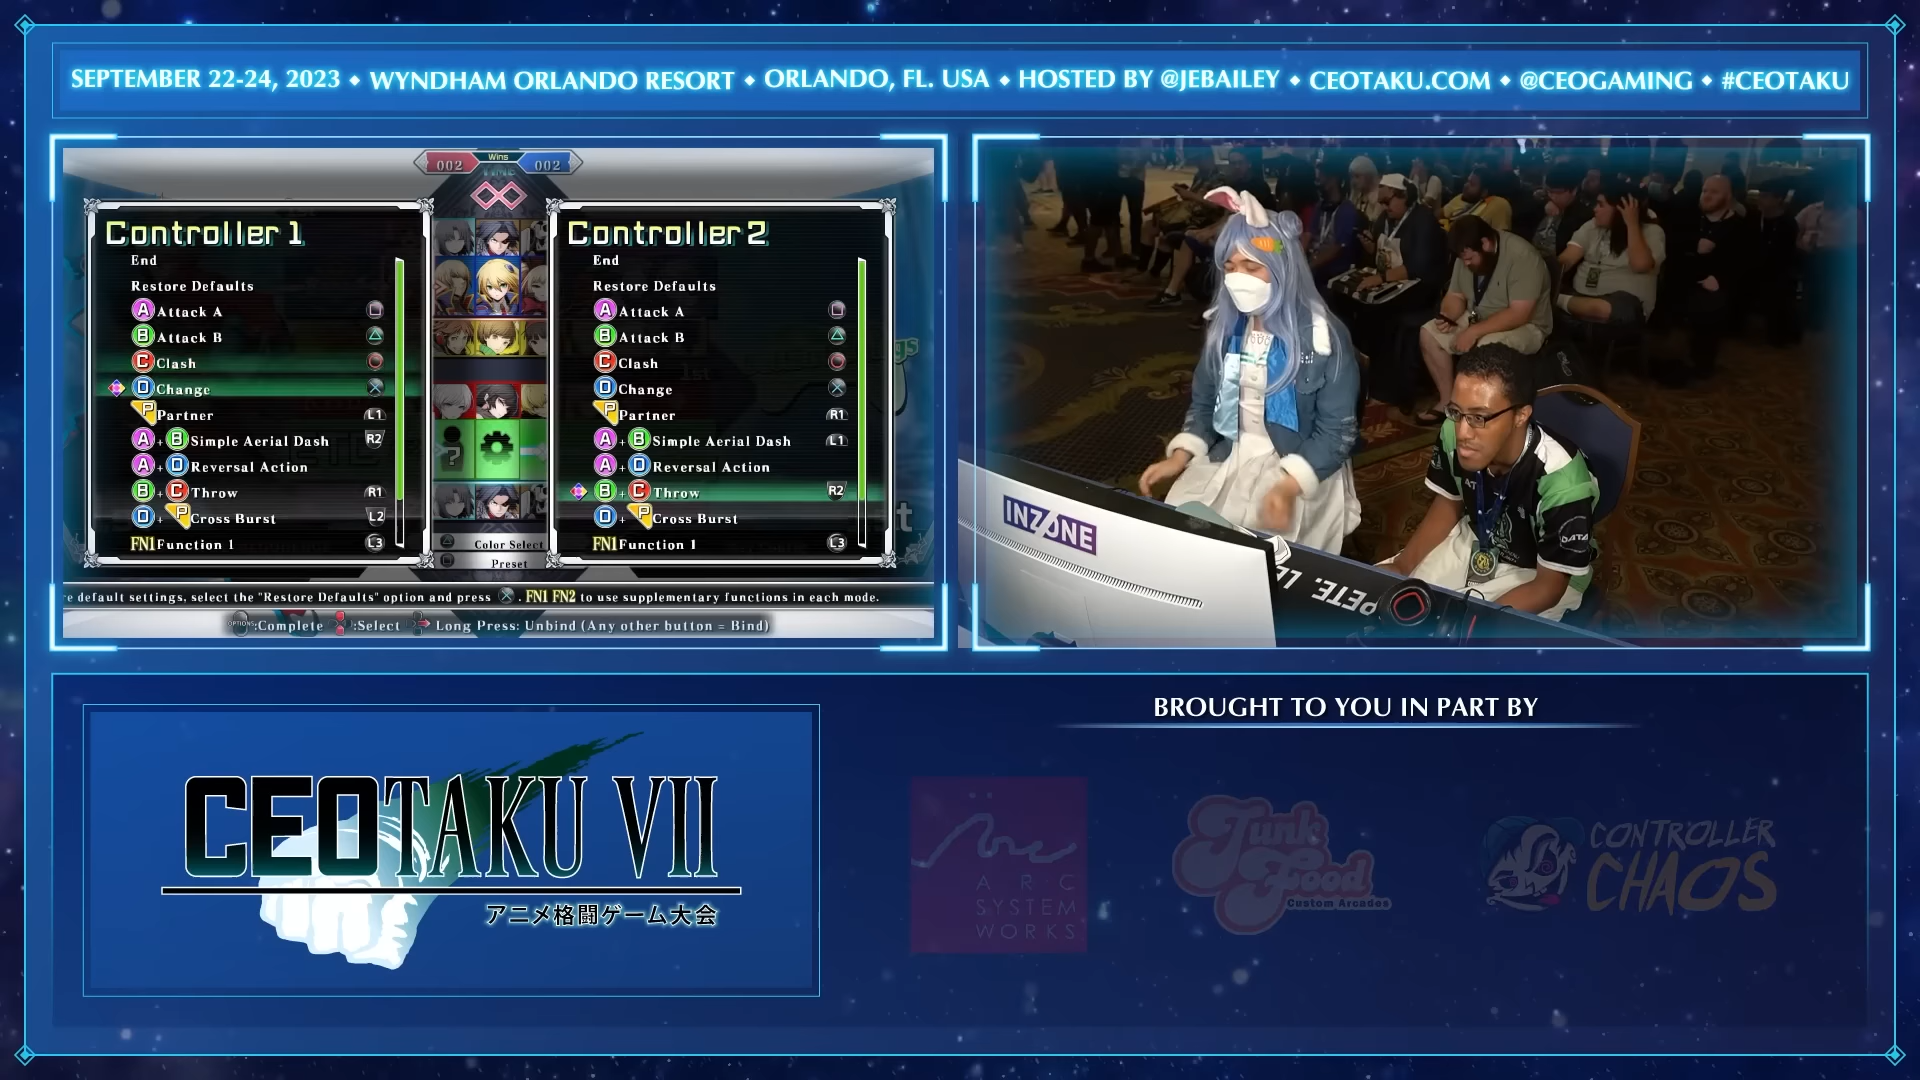 SEPTEMBER 22-24, 2023 ◆ WYNDHAM ORLANDO RESORT ◆ ORLANDO, FL. USA ◆ HOSTED BY @JEBAILEY ◆ CEOTAKU.COM ◆ @CEOGAMING ◆ #CEOTAKU
002 Wins 002
TIME
Controller 1
End
Restore Defaults
A Attack A
B Attack B
C Clash
D Change
P Partner L1
A + B Simple Aerial Dash R2
A + D Reversal Action
B + C Throw R1
D + P Cross Burst L2
FN1 Function 1 L3
?
Color Select
Preset
Controller 2
End
Restore Defaults
A Attack A
B Attack B
C Clash
D Change
P Partner R1
A + B Simple Aerial Dash L1
A + D Reversal Action
B + C Throw R2
D + P Cross Burst
FN1 Function 1 L3
gs
1st
t
e default settings, select the "Restore Defaults" option and press . FN1 FN2 to use supplementary functions in each mode.
OPTIONS :Complete :Select Long Press: Unbind (Any other button = Bind)
INZONE
PETE.
DATA
CEOTAKU VII
アニメ格闘ゲーム大会
BROUGHT TO YOU IN PART BY
ARC
SYSTEM
WORKS
Junk
Food
Custom Arcades
CONTROLLER
CHAOS